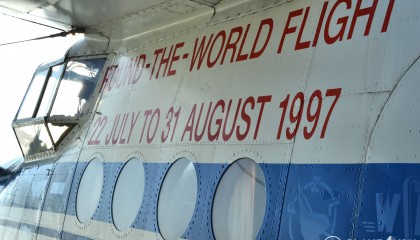 ROUND-THE-WORLD FLIGHT
22 JULY TO 31 AUGUST 1997